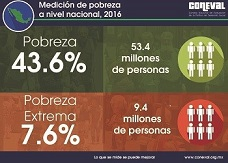 Medición de pobreza
a nivel nacional, 2016
CONEVAL
Pobreza
43.6%
53.4
millones
de personas
Pobreza
Extrema
7.6%
9.4
millones
de personas
Lo que se mide se puede mejorar
www.coneval.org.mx